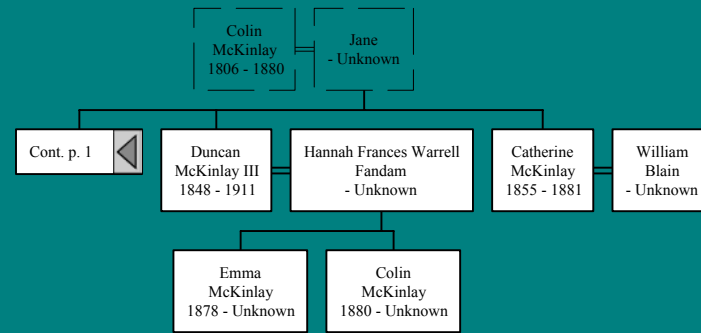 Colin
McKinlay
1806 - 1880
Jane
- Unknown
Cont. p. 1
Duncan
McKinlay III
1848 - 1911
Hannah Frances Warrell
Fandam
- Unknown
Catherine
McKinlay
1855 - 1881
William
Blain
- Unknown
Emma
McKinlay
1878 - Unknown
Colin
McKinlay
1880 - Unknown